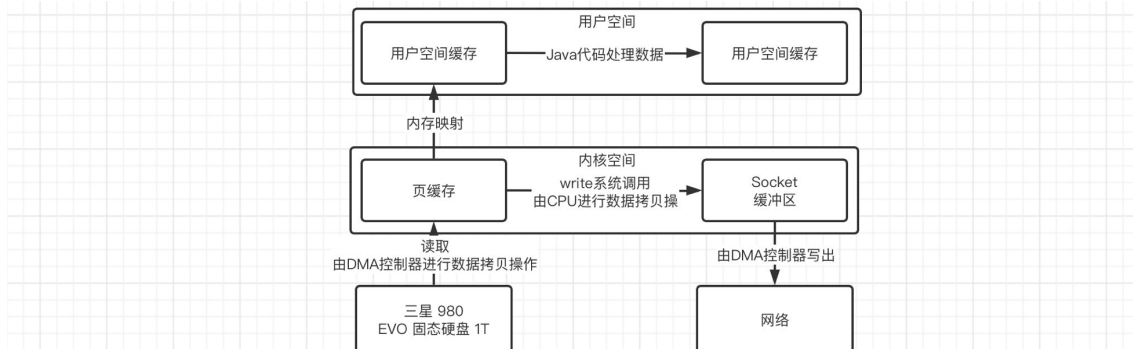 用户空间
用户空间缓存
Java代码处理数据
用户空间缓存
内存映射
内核空间
页缓存
write系统调用
由CPU进行数据拷贝操
Socket
缓冲区
读取
由DMA控制器进行数据拷贝操作
由DMA控制器写出
三星 980
EVO 固态硬盘 1T
网络